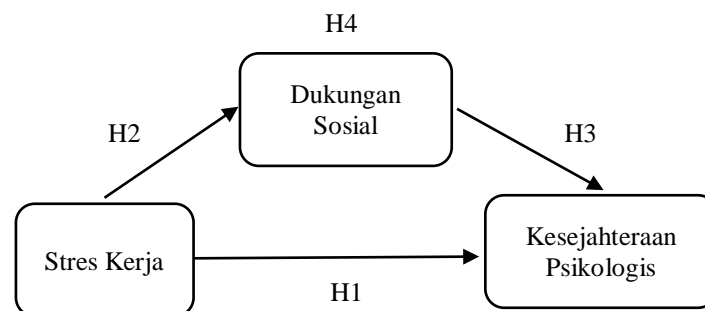 H4
Dukungan
Sosial
H2
H3
Stres Kerja
Kesejahteraan
Psikologis
H1